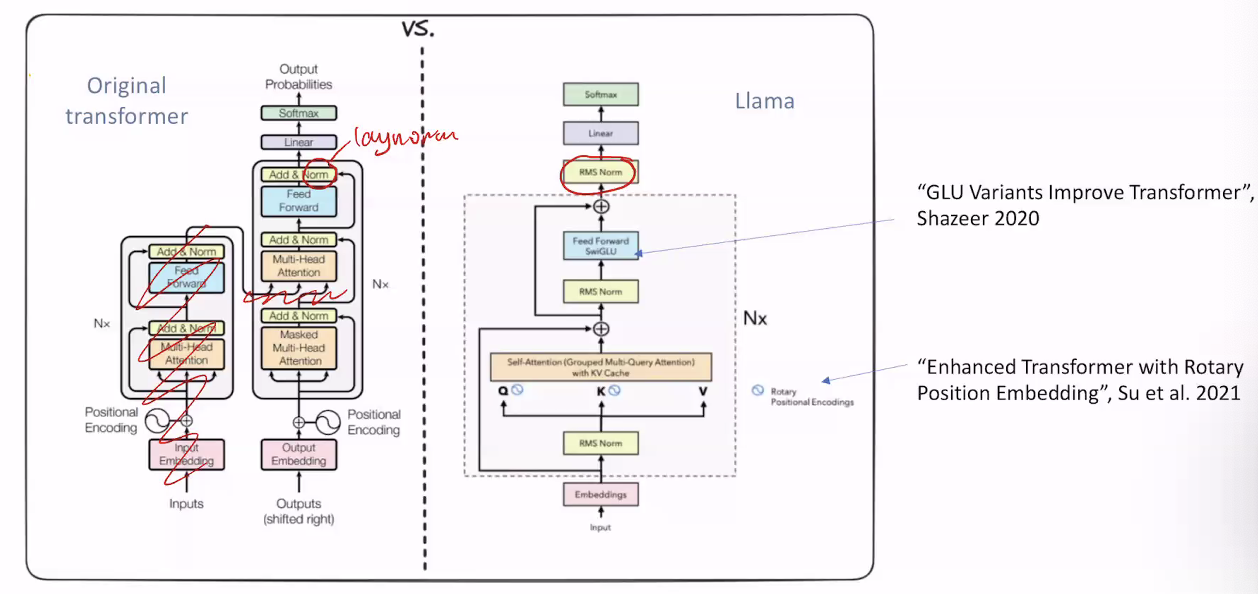 vs.
Original
transformer
Output
Probabilities
Softmax
Linear
laynorm
Add & Norm
Feed
Forward
Add & Norm
Multi-Head
Attention
Nx
Add & Norm
Masked
Multi-Head
Attention
Positional
Encoding
Output
Embedding
Outputs
(shifted right)
Add & Norm
Feed
Forward
Nx
Add & Norm
Multi-Head
Attention
Positional
Encoding
Input
Embedding
Inputs
Llama
Softmax
Linear
RMS Norm
Feed Forward
SwiGLU
RMS Norm
Nx
Self-Attention (Grouped Multi-Query Attention)
with KV Cache
Q K V
Rotary
Positional Encodings
RMS Norm
Embeddings
Input
“GLU Variants Improve Transformer”,
Shazeer 2020
“Enhanced Transformer with Rotary
Position Embedding”, Su et al. 2021